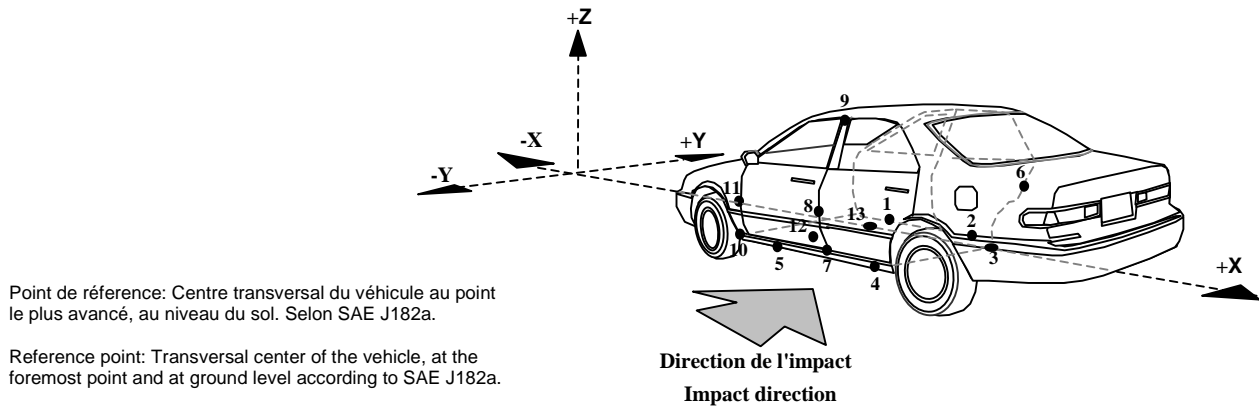 +Z
9
-X
+Y
-Y
6
11
8
1
13
2
12
10
3
5
7
4
+X
Point de réference: Centre transversal du véhicule au point
le plus avancé, au niveau du sol. Selon SAE J182a.
Reference point: Transversal center of the vehicle, at the
foremost point and at ground level according to SAE J182a.
Direction de l'impact
Impact direction